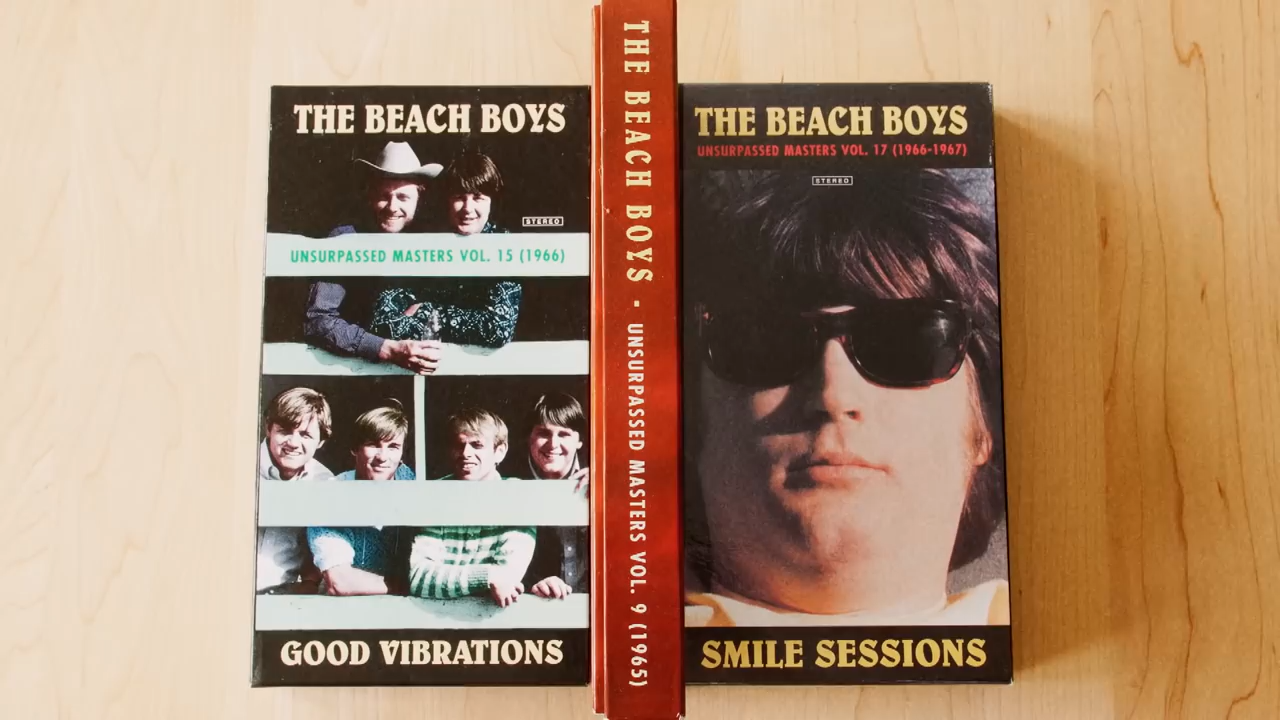 THE BEACH BOYS
STEREO
UNSURPASSED MASTERS VOL. 15 (1966)
GOOD VIBRATIONS
THE BEACH BOYS • UNSURPASSED MASTERS VOL. 9 (1965)
THE BEACH BOYS
UNSURPASSED MASTERS VOL. 17 (1966-1967)
STEREO
SMILE SESSIONS